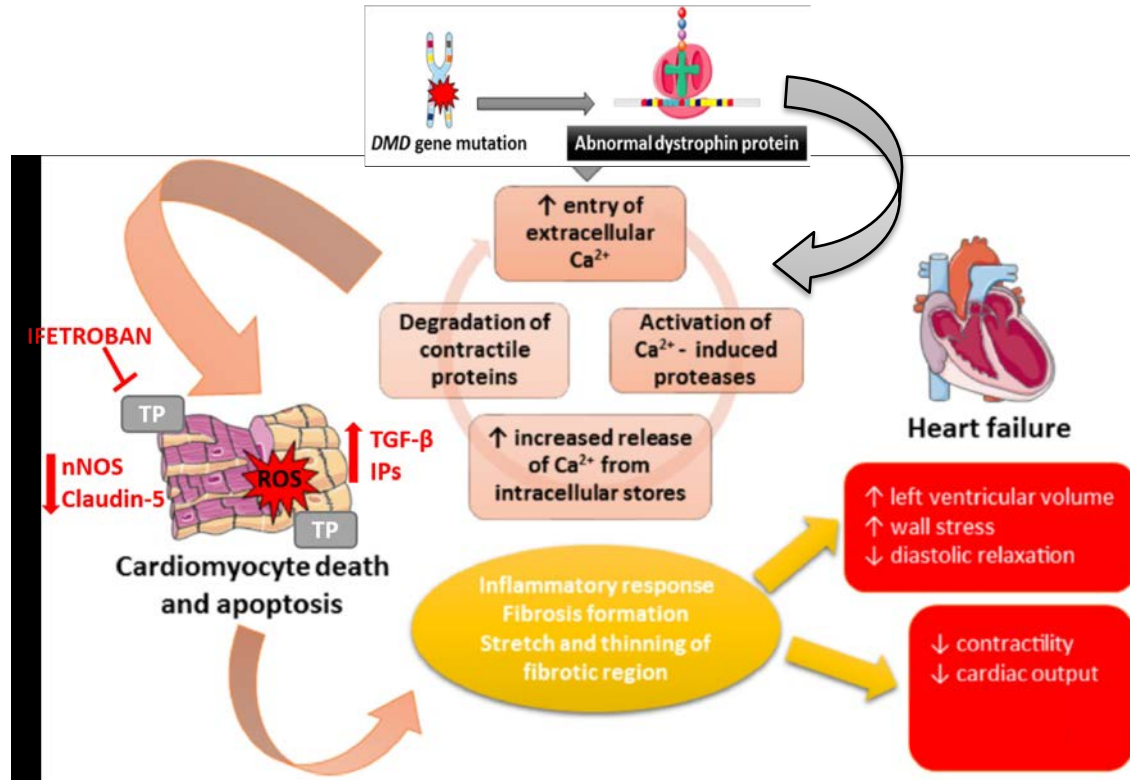 DMD gene mutation
Abnormal dystrophin protein
↑ entry of
extracellular
Ca²⁺
Degradation of
contractile
proteins
Activation of
Ca²⁺ - induced
proteases
↑ increased release
of Ca²⁺ from
intracellular stores
IFETROBAN
TP
nNOS
Claudin-5
ROS
TGF-β
IPs
TP
Cardiomyocyte death
and apoptosis
Inflammatory response
Fibrosis formation
Stretch and thinning of
fibrotic region
Heart failure
↑ left ventricular volume
↑ wall stress
↓ diastolic relaxation
↓ contractility
↓ cardiac output